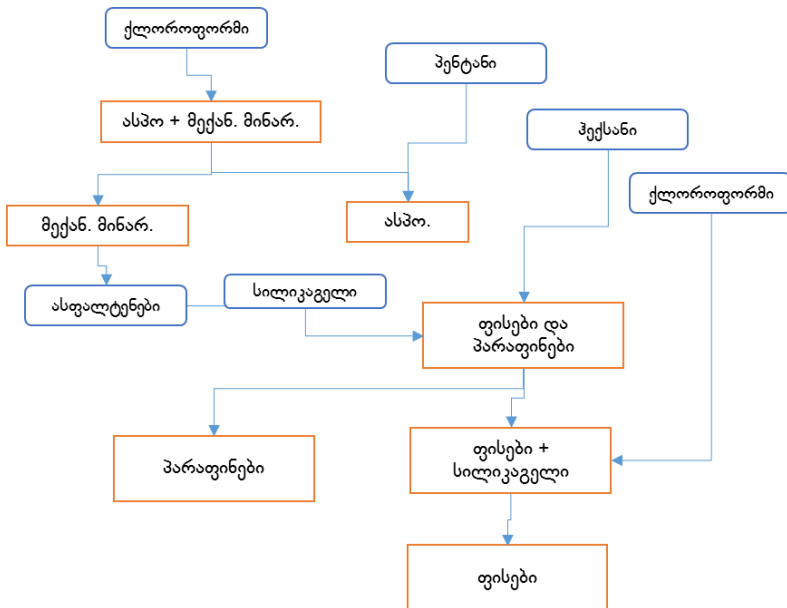 ქლოროფორმი
პენტანი
ასპო + მექან. მინარ.
ჰექსანი
ქლოროფორმი
მექან. მინარ.
ასპო.
ასფალტენები
სილიკაგელი
ფისები და
პარაფინები
პარაფინები
ფისები +
სილიკაგელი
ფისები